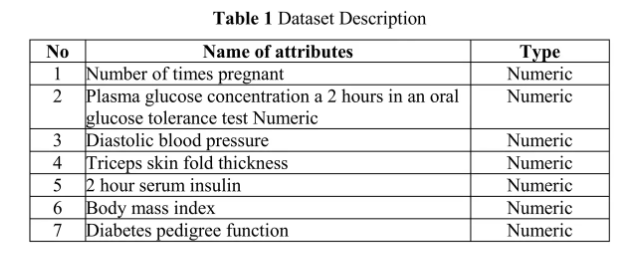 Table 1 Dataset Description
No Name of attributes Type
1 Number of times pregnant Numeric
2 Plasma glucose concentration a 2 hours in an oral Numeric
glucose tolerance test Numeric
3 Diastolic blood pressure Numeric
4 Triceps skin fold thickness Numeric
5 2 hour serum insulin Numeric
6 Body mass index Numeric
7 Diabetes pedigree function Numeric